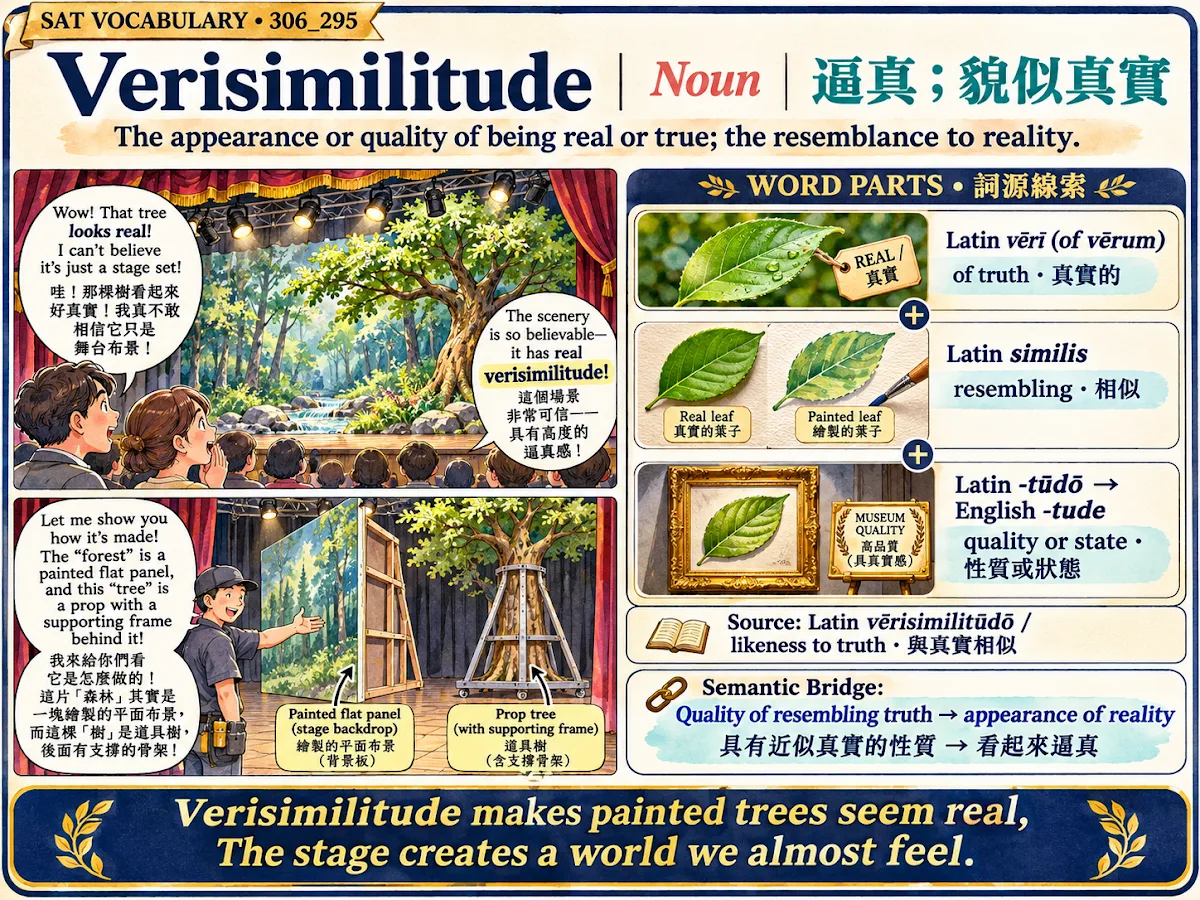 SAT VOCABULARY • 306_295
Verisimilitude
Noun
逼真；貌似真實
The appearance or quality of being real or true; the resemblance to reality.
Wow! That tree
looks real!
I can’t believe
it’s just a stage set!
哇！那棵樹看起來
好真實！我真不敢
相信它只是
舞台布景！
The scenery
is so believable—
it has real
verisimilitude!
這個場景
非常可信——
具有高度的
逼真感！
Let me show you
how it’s made!
The “forest” is a
painted flat panel,
and this “tree” is
a prop with a
supporting frame
behind it!
我來給你們看
它是怎麼做的！
這片「森林」其實是
一塊繪製的平面布景，
而這棵「樹」是道具樹，
後面有支撐的骨架！
Painted flat panel
(stage backdrop)
繪製的平面布景
（背景板）
Prop tree
(with supporting frame)
道具樹
（含支撐骨架）
WORD PARTS • 詞源線索
REAL /
真實
Latin vērī (of vērum)
of truth · 真實的
+
Real leaf
真實的葉子
Painted leaf
繪製的葉子
Latin similis
resembling · 相似
+
MUSEUM
QUALITY
高品質
（具真實感）
Latin -tūdō →
English -tude
quality or state ·
性質或狀態
Source: Latin vērisimilitūdō /
likeness to truth · 與真實相似
Semantic Bridge:
Quality of resembling truth → appearance of reality
具有近似真實的性質 → 看起來逼真
Verisimilitude makes painted trees seem real,
The stage creates a world we almost feel.